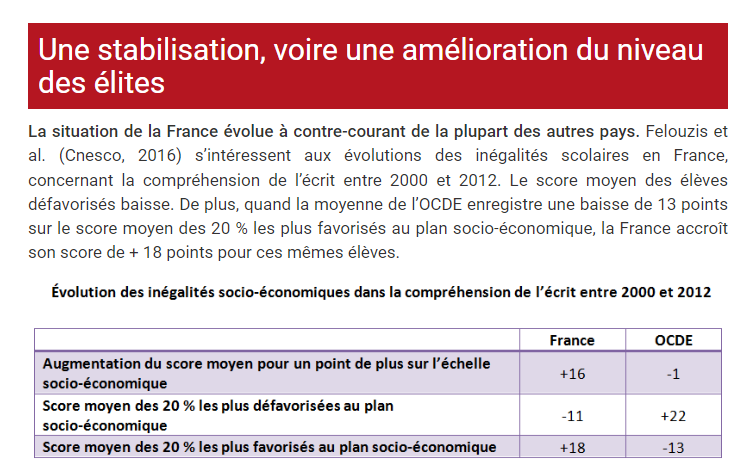 Une stabilisation, voire une amélioration du niveau
des élites
La situation de la France évolue à contre-courant de la plupart des autres pays. Felouzis et
al. (Cnesco, 2016) s’intéressent aux évolutions des inégalités scolaires en France,
concernant la compréhension de l’écrit entre 2000 et 2012. Le score moyen des élèves
défavorisés baisse. De plus, quand la moyenne de l’OCDE enregistre une baisse de 13 points
sur le score moyen des 20 % les plus favorisés au plan socio-économique, la France accroît
son score de + 18 points pour ces mêmes élèves.
Évolution des inégalités socio-économiques dans la compréhension de l’écrit entre 2000 et 2012
France OCDE
Augmentation du score moyen pour un point de plus sur l’échelle
socio-économique +16 -1
Score moyen des 20 % les plus défavorisées au plan
socio-économique -11 +22
Score moyen des 20 % les plus favorisés au plan socio-économique +18 -13